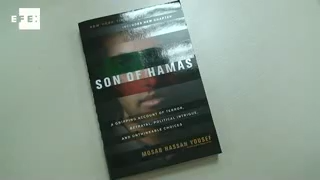 EFE:
SON OF HAMAS
A GRIPPING ACCOUNT OF TERROR,
BETRAYAL, POLITICAL INTRIGUE,
AND UNTHINKABLE CHOICES
MOSAB HASSAN YOUSEF